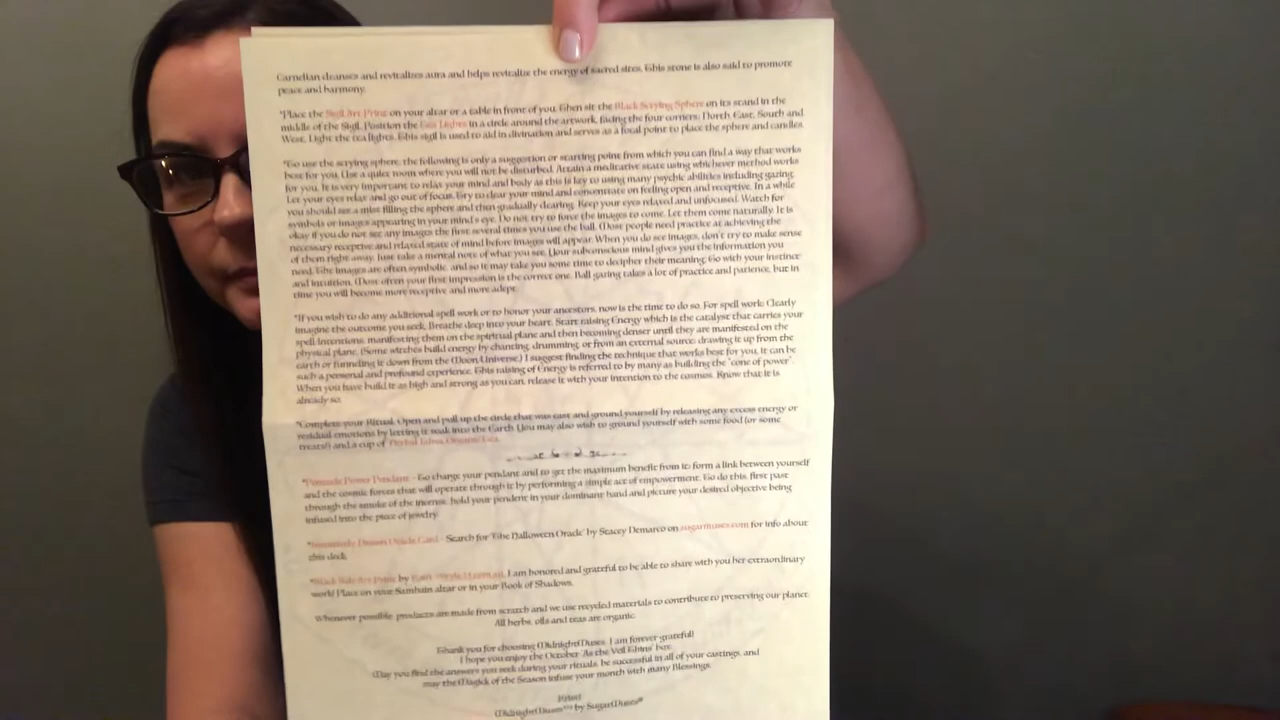 Carnelian cleanses and revitalizes aura and helps revitalize the energy of sacred sites. This stone is also said to promote
peace and harmony.
*Place the Sigil Art Print on your altar or a table in front of you. Then sit the Black Scrying Sphere on its stand in the
middle of the Sigil. Position the Tea Lights in a circle around the artwork, facing the four corners: North, East, South and
West. Light the tea lights. This sigil is used to aid in divination and serves as a focal point to place the sphere and candles.
*To use the scrying sphere, the following is only a suggestion or starting point from which you can find a way that works
best for you. Use a quiet room where you will not be disturbed. Attain a meditative state using whichever method works
for you. It is very important to relax your mind and body as this is key to using many psychic abilities including gazing.
Let your eyes relax and go out of focus. Try to clear your mind and concentrate on feeling open and receptive. In a while
you should see a mist filling the sphere and then gradually clearing. Keep your eyes relaxed and unfocused. Watch for
symbols or images appearing in your mind's eye. Do not try to force the images to come. Let them come naturally. It is
okay if you do not see any images the first several times you use the ball. Most people need practice at achieving the
necessary receptive and relaxed state of mind before images will appear. When you do see images, don't try to make sense
of them right away. Just take a mental note of what you see. Your subconscious mind gives you the information you
need. The images are often symbolic, and so it may take you some time to decipher their meaning. Go with your instinct
and intuition. Most often your first impression is the correct one. Ball gazing takes a lot of practice and patience, but in
time you will become more receptive and more adept.
*If you wish to do any additional spell work or to honor your ancestors, now is the time to do so. For spell work: Clearly
imagine the outcome you seek. Breathe deep into your heart. Start raising Energy which is the catalyst that carries your
spell/intentions, manifesting them on the spiritual plane and then becoming denser until they are manifested on the
physical plane. (Some witches build energy by chanting, drumming, or from an external source: drawing it up from the
earth or funneling it down from the Moon/Universe.) I suggest finding the technique that works best for you, it can be
such a personal and profound experience. This raising of Energy is referred to by many as building the "cone of power".
When you have build it as high and strong as you can, release it with your intention to the cosmos. Know that it is
already so.
*Complete your Ritual. Open and pull up the circle that was cast and ground yourself by releasing any excess energy or
residual emotions by letting it soak into the Earth. You may also wish to ground yourself with some food (or some
treats!) and a cup of Herbal Organic Tea.
Power Pendant - To charge your pendant and to get the maximum benefit from it: form a link between yourself
and the cosmic forces that will operate through it by performing a simple act of empowerment. To do this, first past
through the smoke of the incense, hold your pendent in your dominant hand and picture your desired objective being
infused into the piece of jewelry.
Oracle Card - Search for 'The Halloween Oracle' by Stacey Demarco on sugarmuses.com for info about
this deck.
Art Print by I am honored and grateful to be able to share with you her extraordinary
work! Place on your Samhain altar or in your Book of Shadows.
Whenever possible, products are made from scratch and we use recycled materials to contribute to preserving our planet.
All herbs, oils and teas are organic.
Thank you for choosing MidnightMuses, I am forever grateful!
I hope you enjoy the October 'As the Veil Thins' box.
May you find the answers you seek during your rituals, be successful in all of your castings, and
may the Magick of the Season infuse your month with many Blessings.
MidnightMuses by SugarMuses®